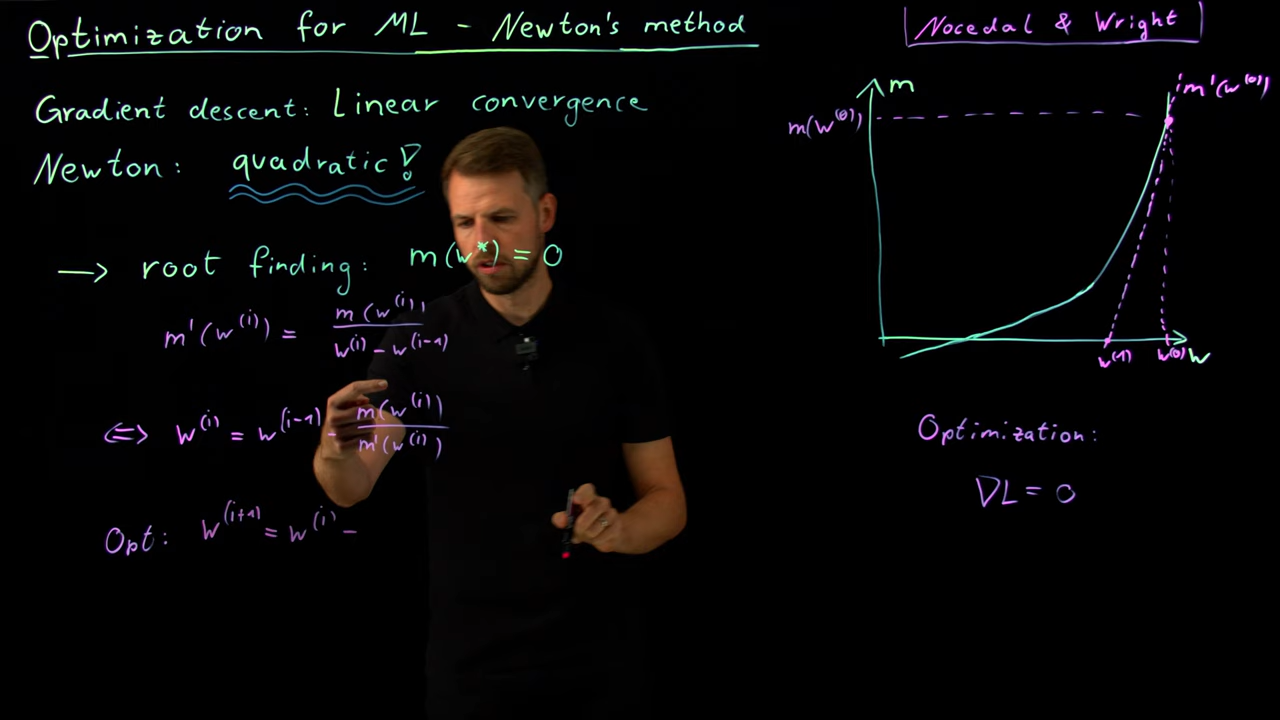 Optimization for ML - Newton's method
Nocedal & Wright
Gradient descent: Linear convergence
Newton: quadratic!
→ root finding: m(w*) = 0
m'(w^(i)) = m(w^(i)) / (w^(i) - w^(i-1))
⇔ w^(i) = w^(i-1) - m(w^(i)) / m'(w^(i))
Opt: w^(i+1) = w^(i) -
m
m'(w^(0))
m(w^(0))
w^(1) w^(0) w
Optimization:
∇L = 0